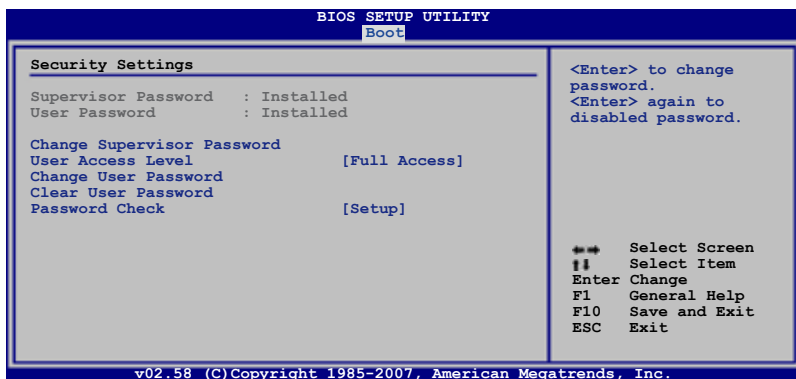 BIOS SETUP UTILITY
Boot
Security Settings
Supervisor Password : Installed
User Password : Installed
Change Supervisor Password
User Access Level [Full Access]
Change User Password
Clear User Password
Password Check [Setup]
<Enter> to change
password.
<Enter> again to
disabled password.
←→ Select Screen
↑↓ Select Item
Enter Change
F1 General Help
F10 Save and Exit
ESC Exit
v02.58 (C)Copyright 1985-2007, American Megatrends, Inc.